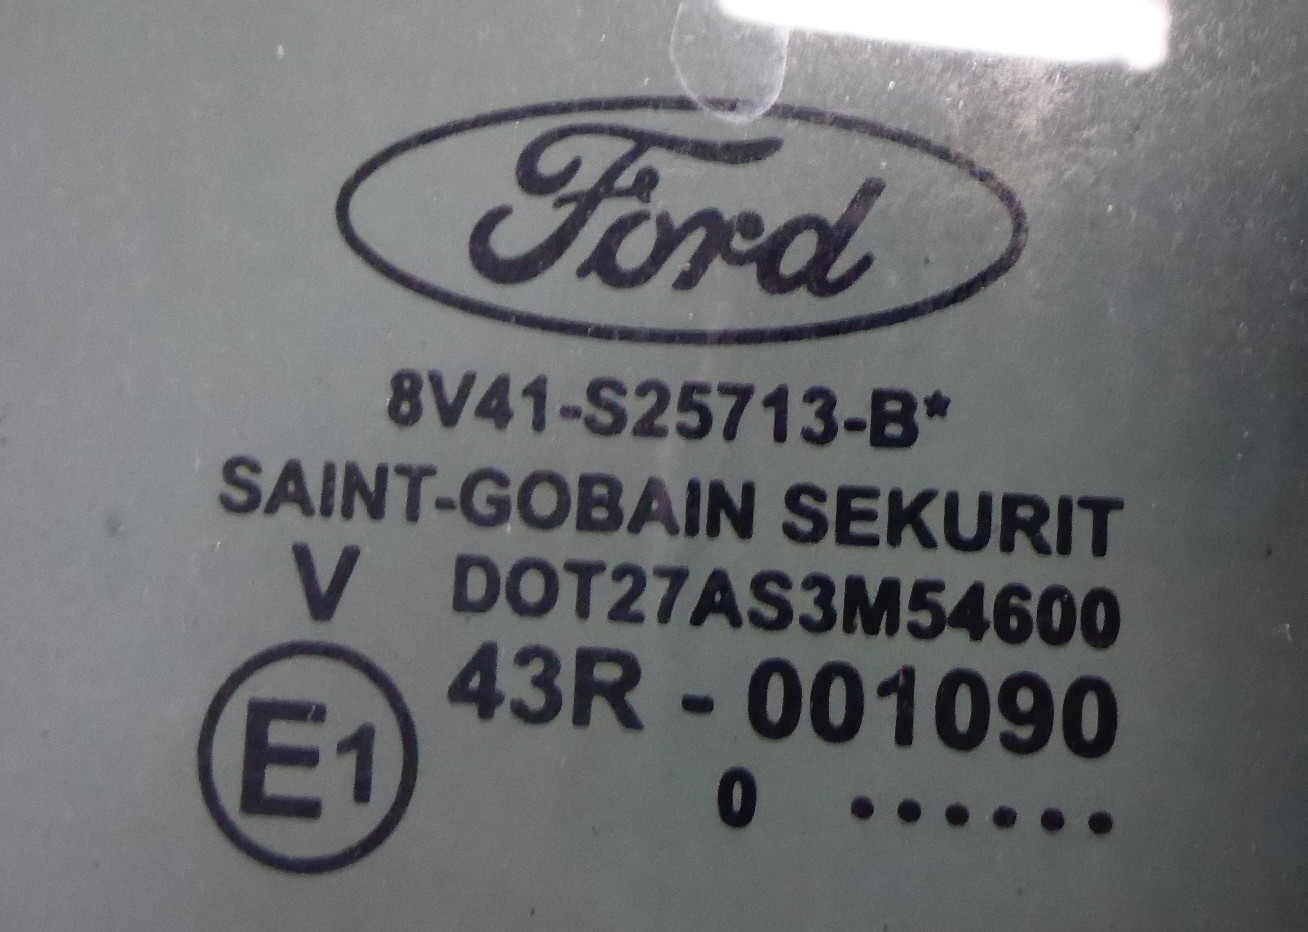 Ford
8V41-S25713-B*
SAINT-GOBAIN SEKURIT
V DOT27AS3M54600
E1 43R - 001090
0 ••••••